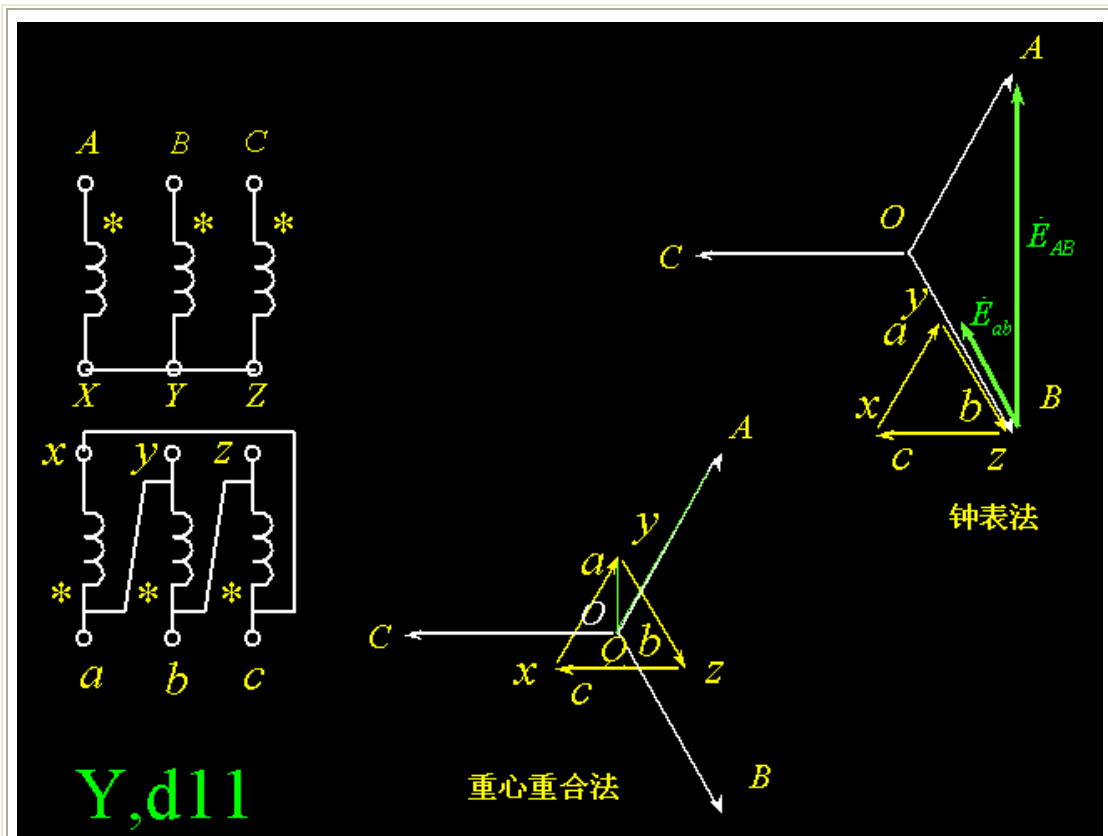 A B C
* * *
X Y Z
x y z
* * *
a b c
Y,d11
A
O
C
Ė_AB
y
a
Ė_ab
x
b
B
c
z
钟表法
A
y
a
O
C
O
b
x
c
z
B
重心重合法